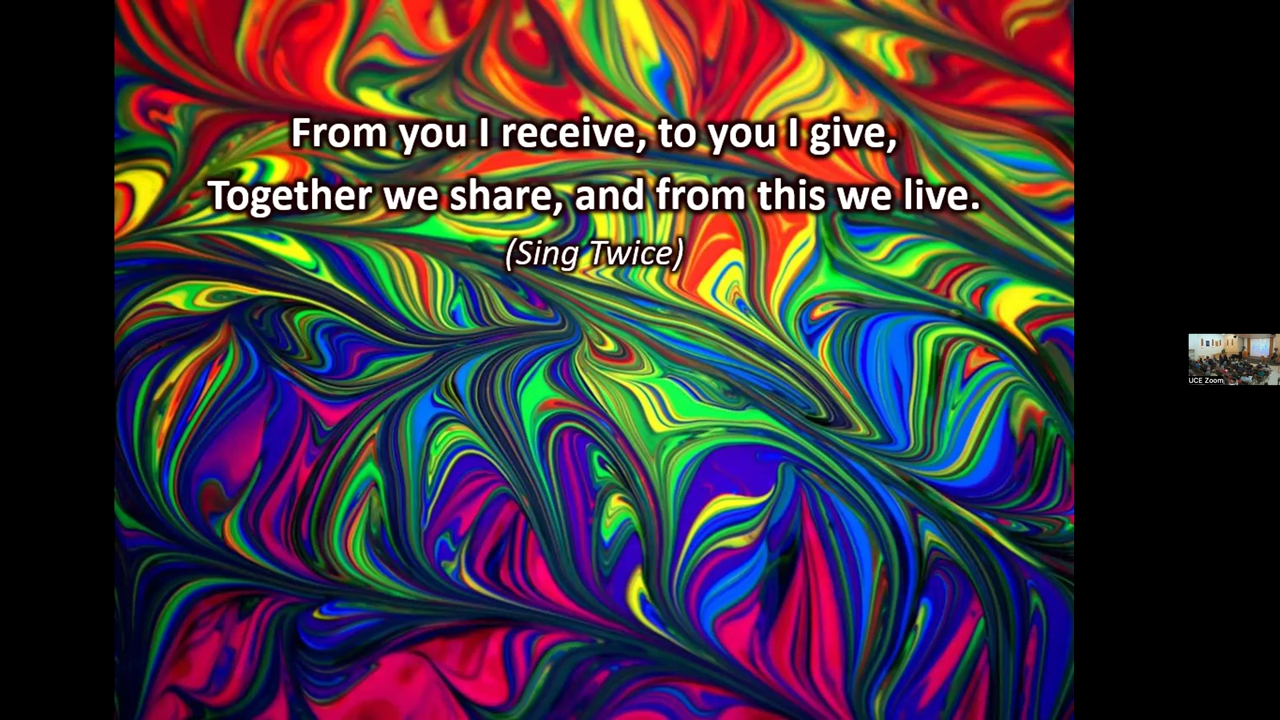 From you I receive, to you I give,
Together we share, and from this we live.
(Sing Twice)
UCE Zoom